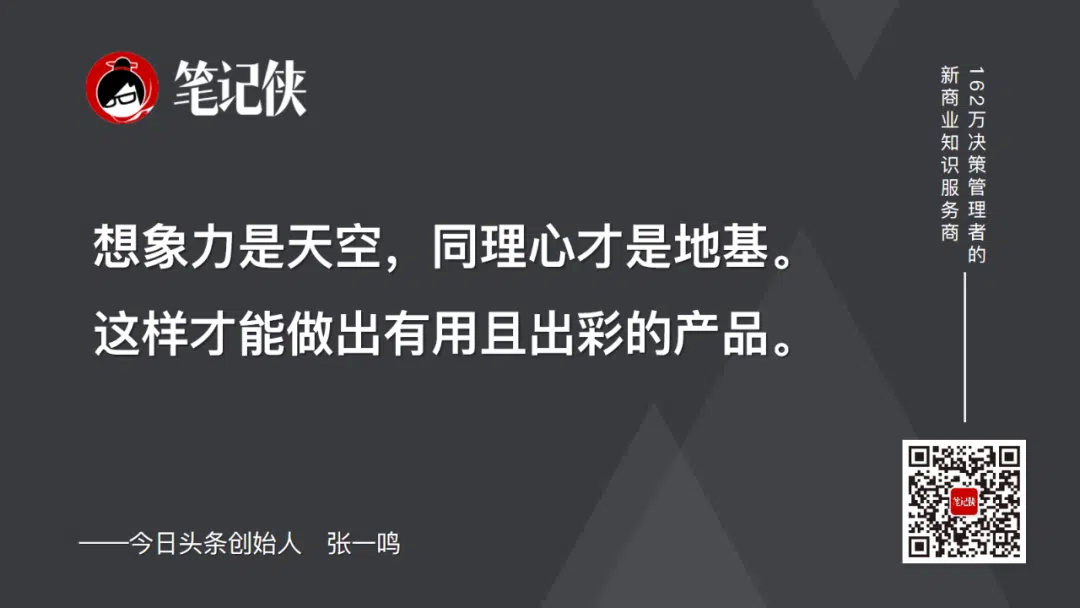 笔记侠
162万决策管理者的
新商业知识服务商
想象力是天空，同理心才是地基。
这样才能做出有用且出彩的产品。
——今日头条创始人　张一鸣
笔记侠